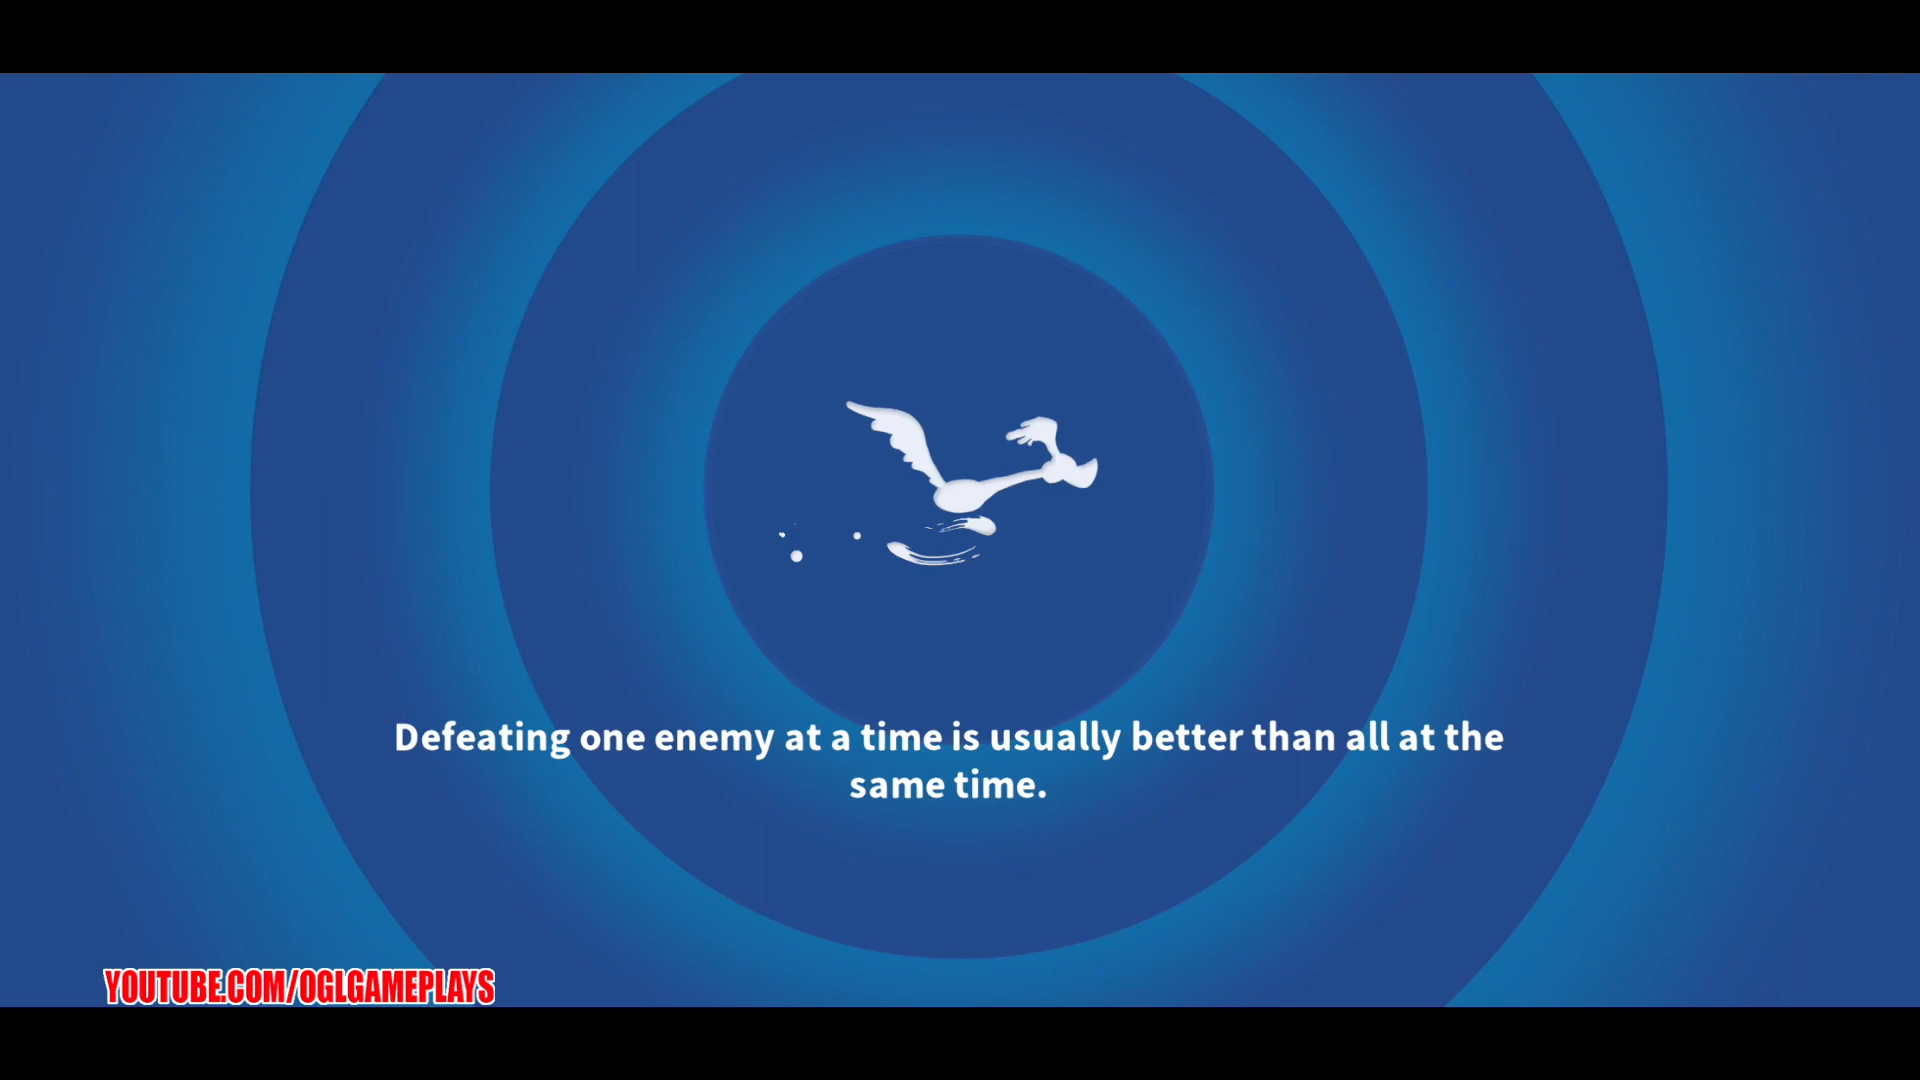 Defeating one enemy at a time is usually better than all at the
same time.
YOUTUBE.COM/OGLGAMEPLAYS